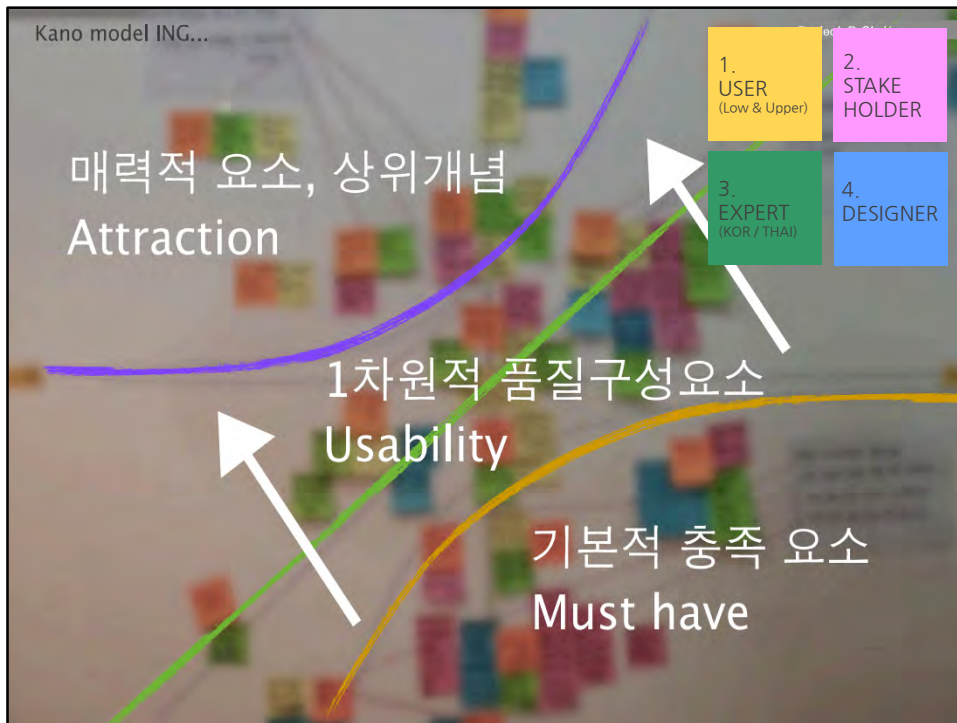 Kano model ING...
1.
USER
(Low & Upper)
2.
STAKE
HOLDER
3.
EXPERT
(KOR / THAI)
4.
DESIGNER
매력적 요소, 상위개념
Attraction
1차원적 품질구성요소
Usability
기본적 충족 요소
Must have